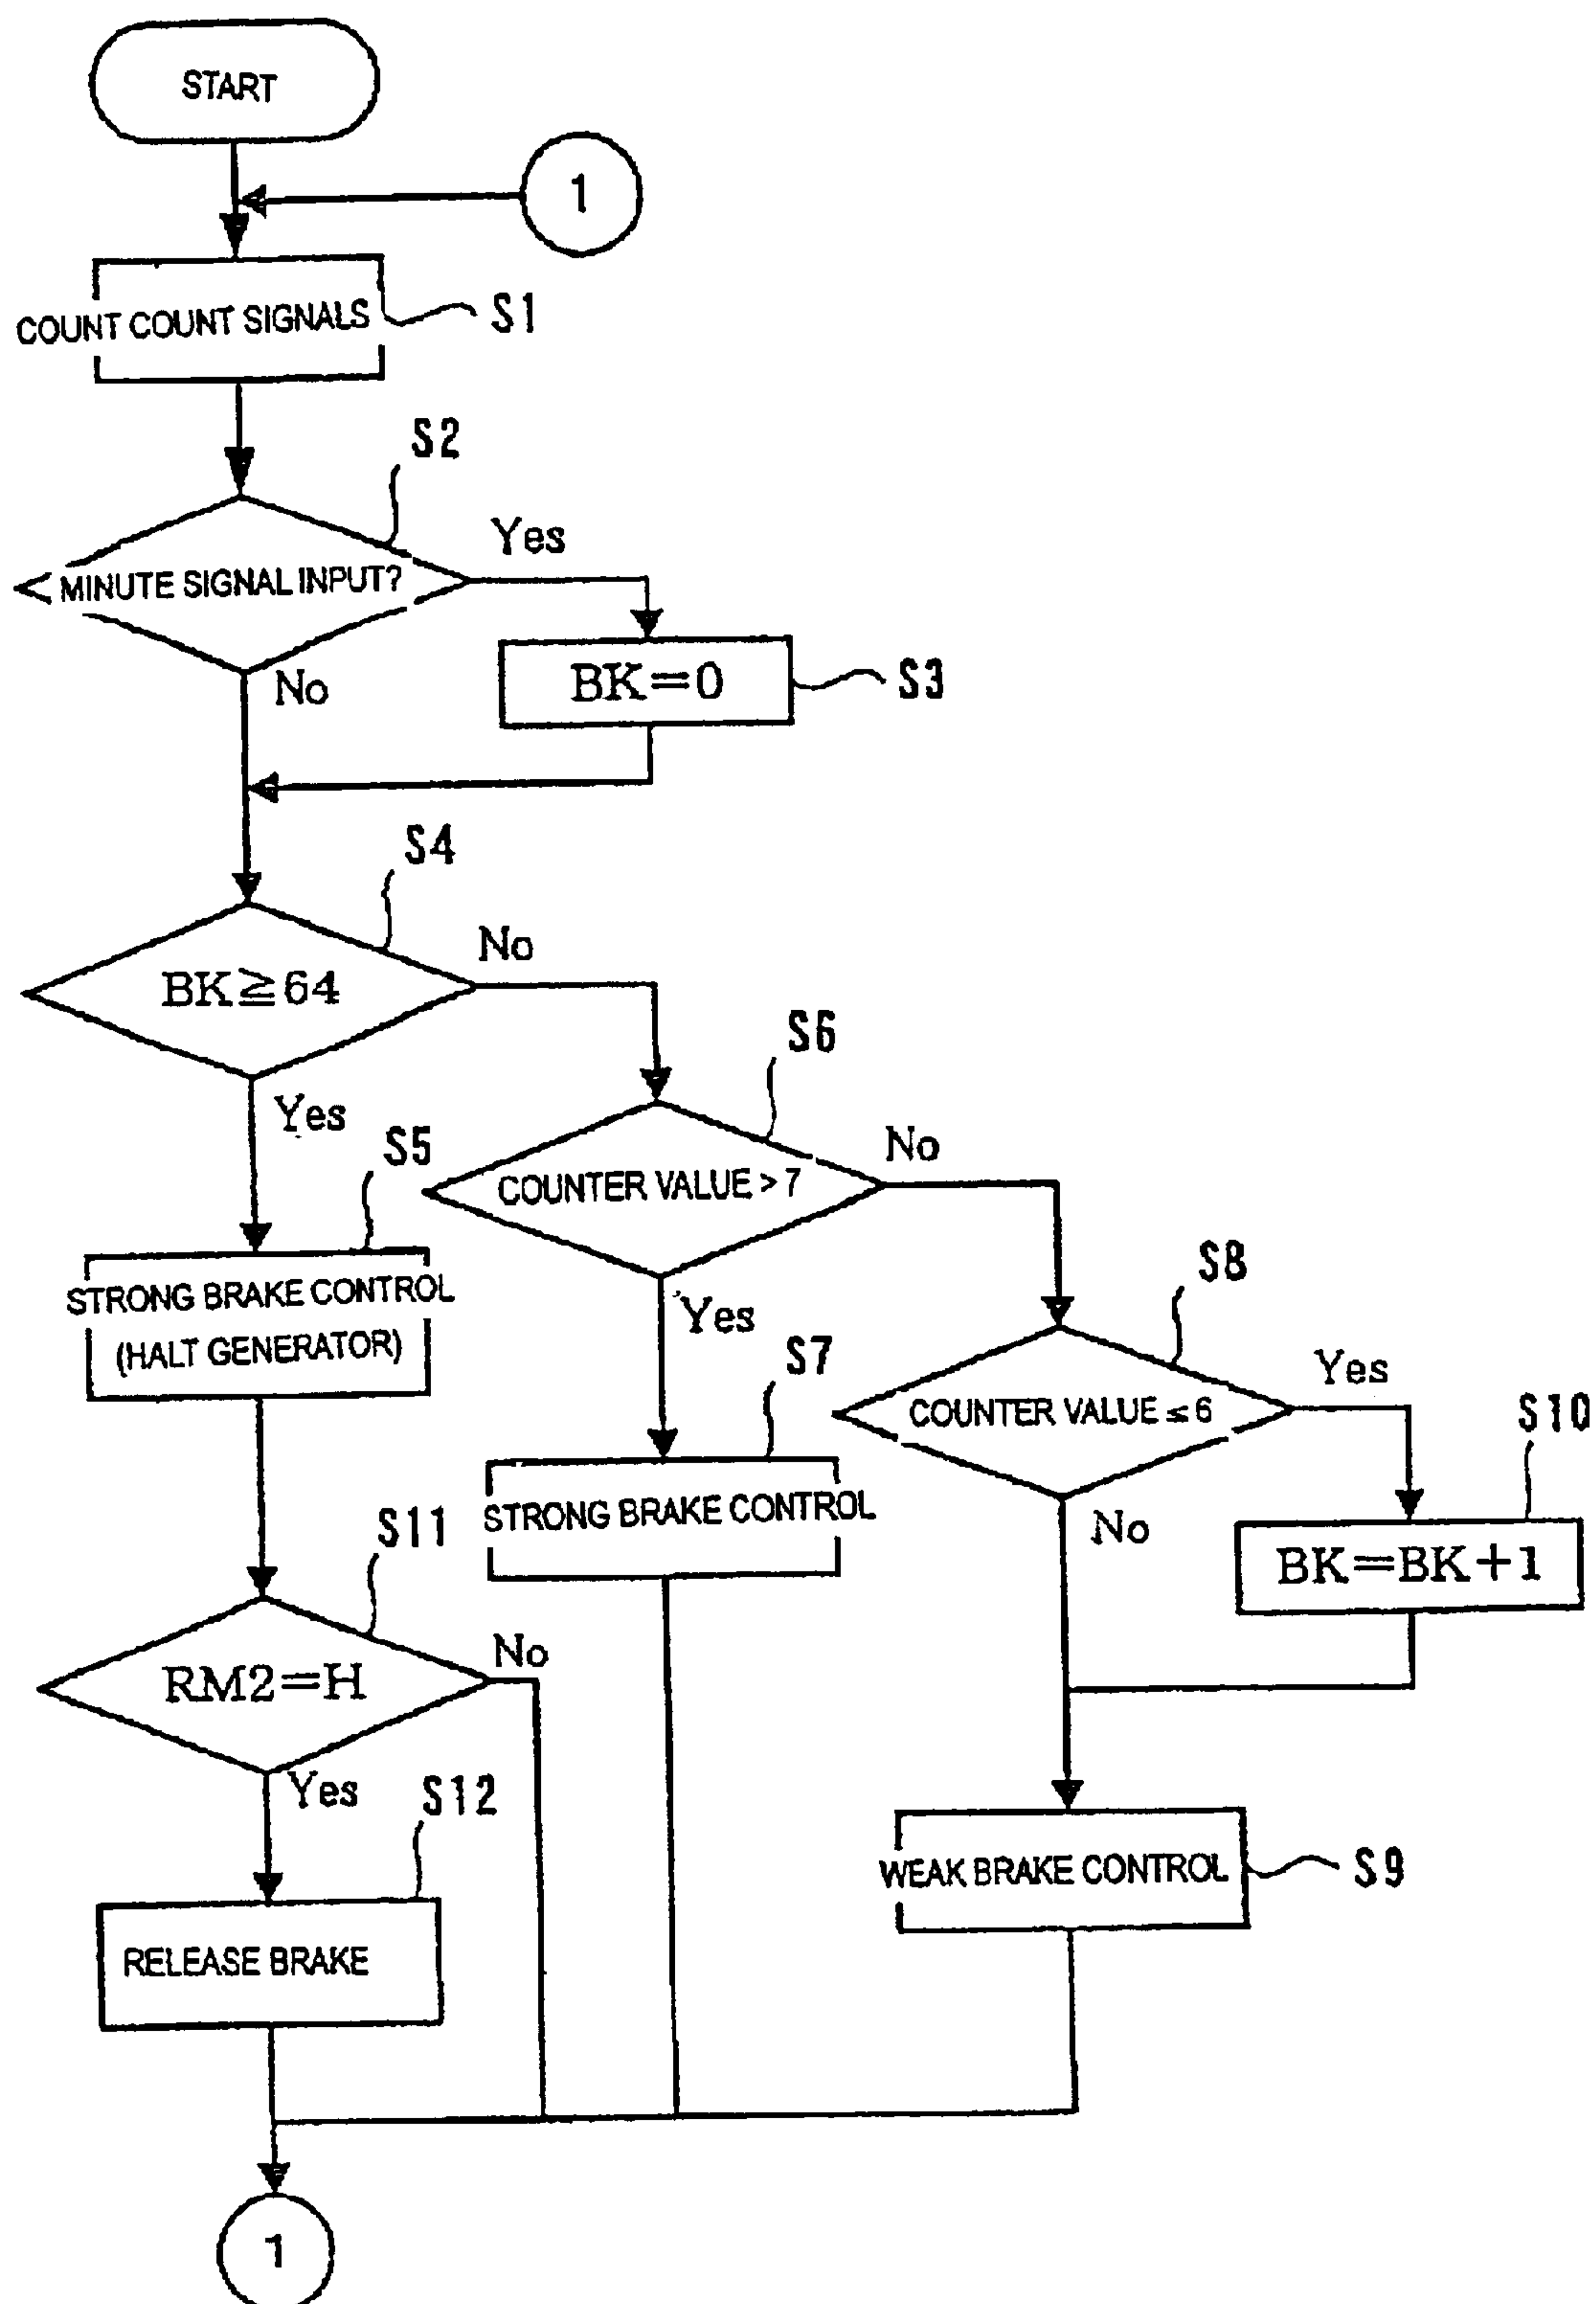 START
1
COUNT COUNT SIGNALS
S1
S2
MINUTE SIGNAL INPUT?
Yes
No
BK=0
S3
S4
BK≧64
No
Yes
S5
STRONG BRAKE CONTROL
(HALT GENERATOR)
S6
COUNTER VALUE > 7
No
Yes
S7
STRONG BRAKE CONTROL
S8
COUNTER VALUE ≤ 6
Yes
No
S10
BK=BK+1
S11
RM2=H
No
Yes
S12
RELEASE BRAKE
WEAK BRAKE CONTROL
S9
1